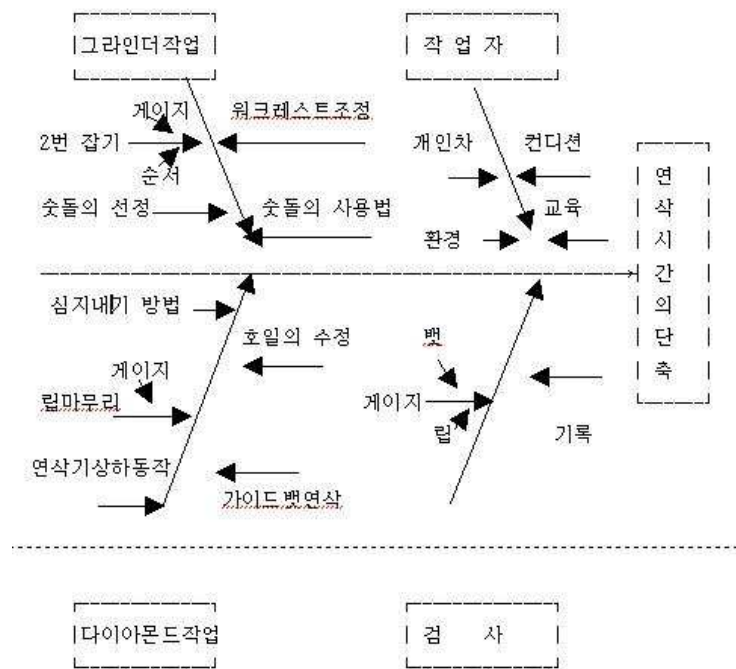 그라인더작업
작 업 자
게이지
워크레스트조정
2번 잡기
순서
개인차
컨디션
숫돌의 선정
숫돌의 사용법
교육
환경
연삭시간의단축
심지내기 방법
호일의 수정
뱃
게이지
립마무리
게이지
립
기록
연삭기상하동작
가이드뱃연삭
다이아몬드작업
검 사